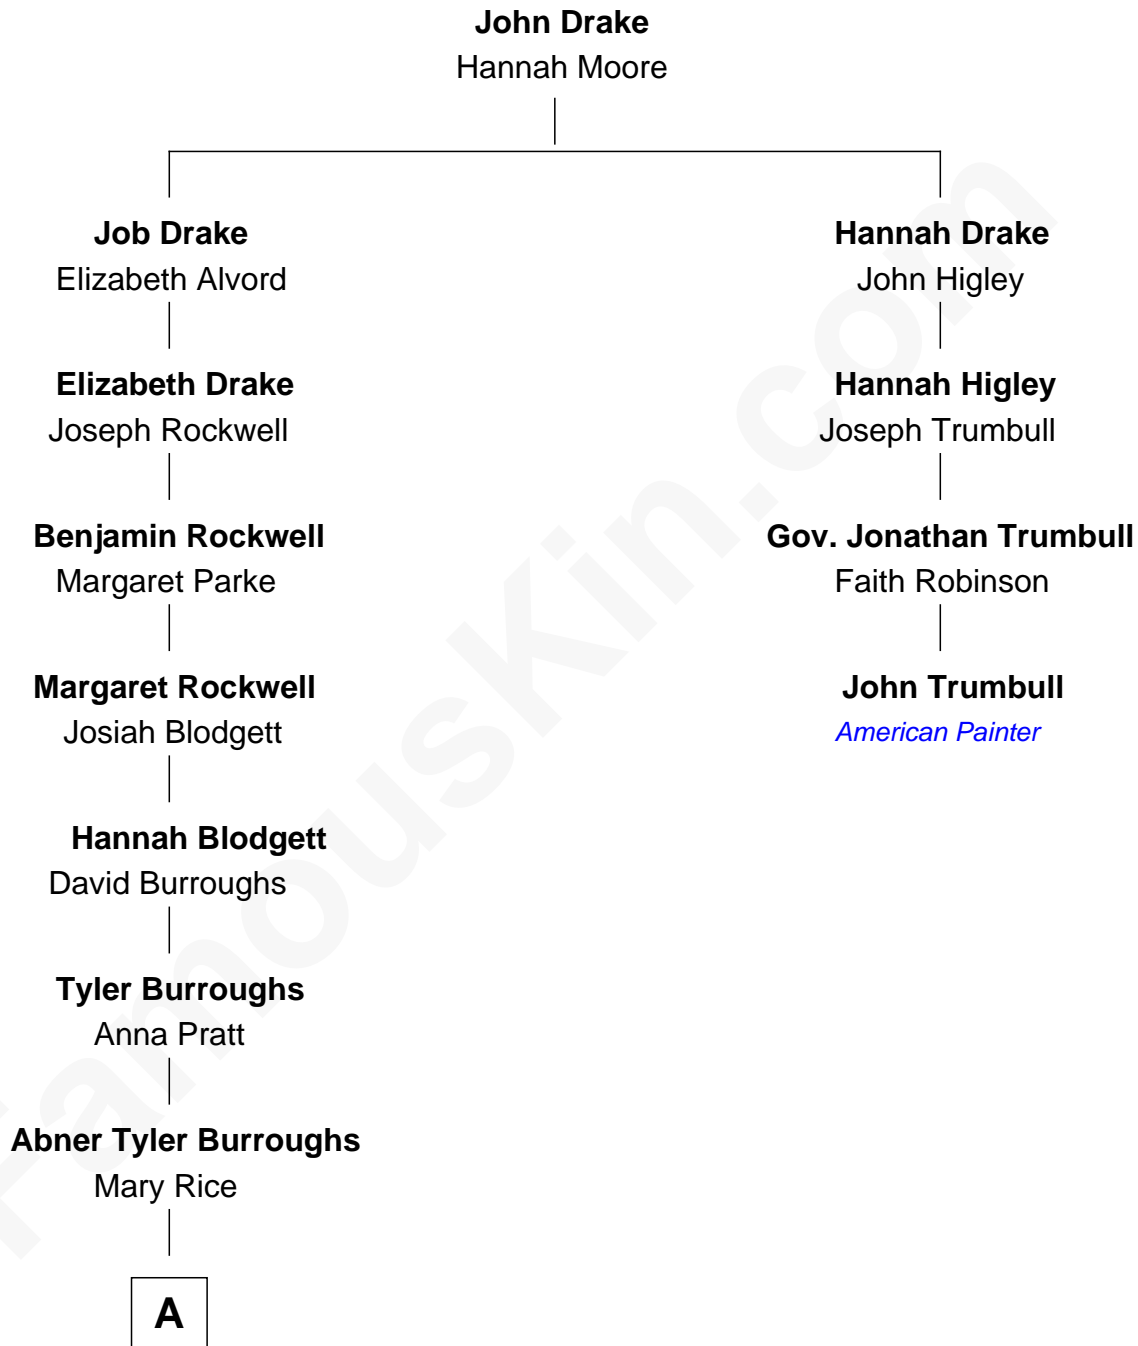 John Drake
Hannah Moore
Job Drake
Elizabeth Alvord
Hannah Drake
John Higley
Elizabeth Drake
Joseph Rockwell
Hannah Higley
Joseph Trumbull
Benjamin Rockwell
Margaret Parke
Gov. Jonathan Trumbull
Faith Robinson
Margaret Rockwell
Josiah Blodgett
John Trumbull
American Painter
Hannah Blodgett
David Burroughs
Tyler Burroughs
Anna Pratt
Abner Tyler Burroughs
Mary Rice
A
FamousKin.com